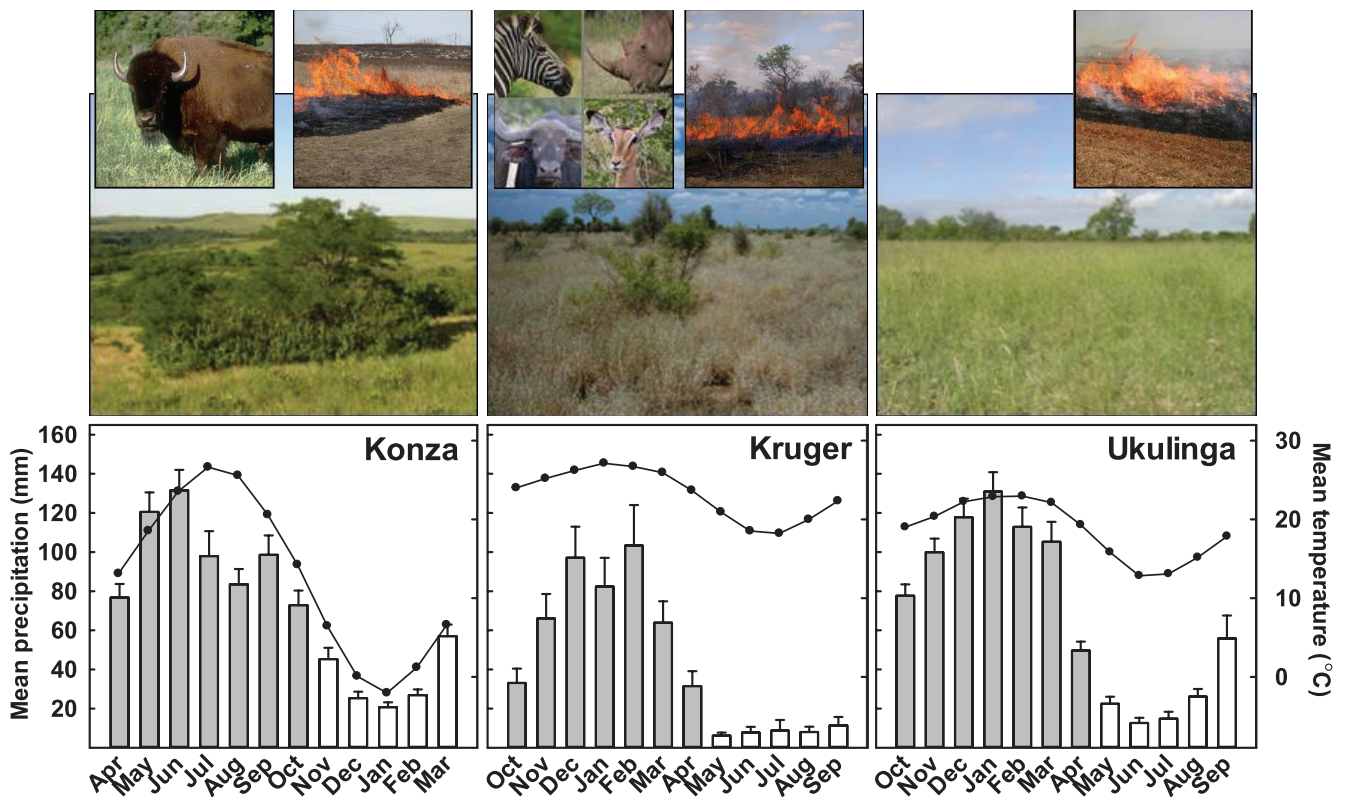 Konza
Kruger
Ukulinga
Mean precipitation (mm)
160
140
120
100
80
60
40
20
30
20
10
0
Mean temperature (°C)
Apr May Jun Jul Aug Sep Oct Nov Dec Jan Feb Mar
Oct Nov Dec Jan Feb Mar Apr May Jun Jul Aug Sep
Oct Nov Dec Jan Feb Mar Apr May Jun Jul Aug Sep